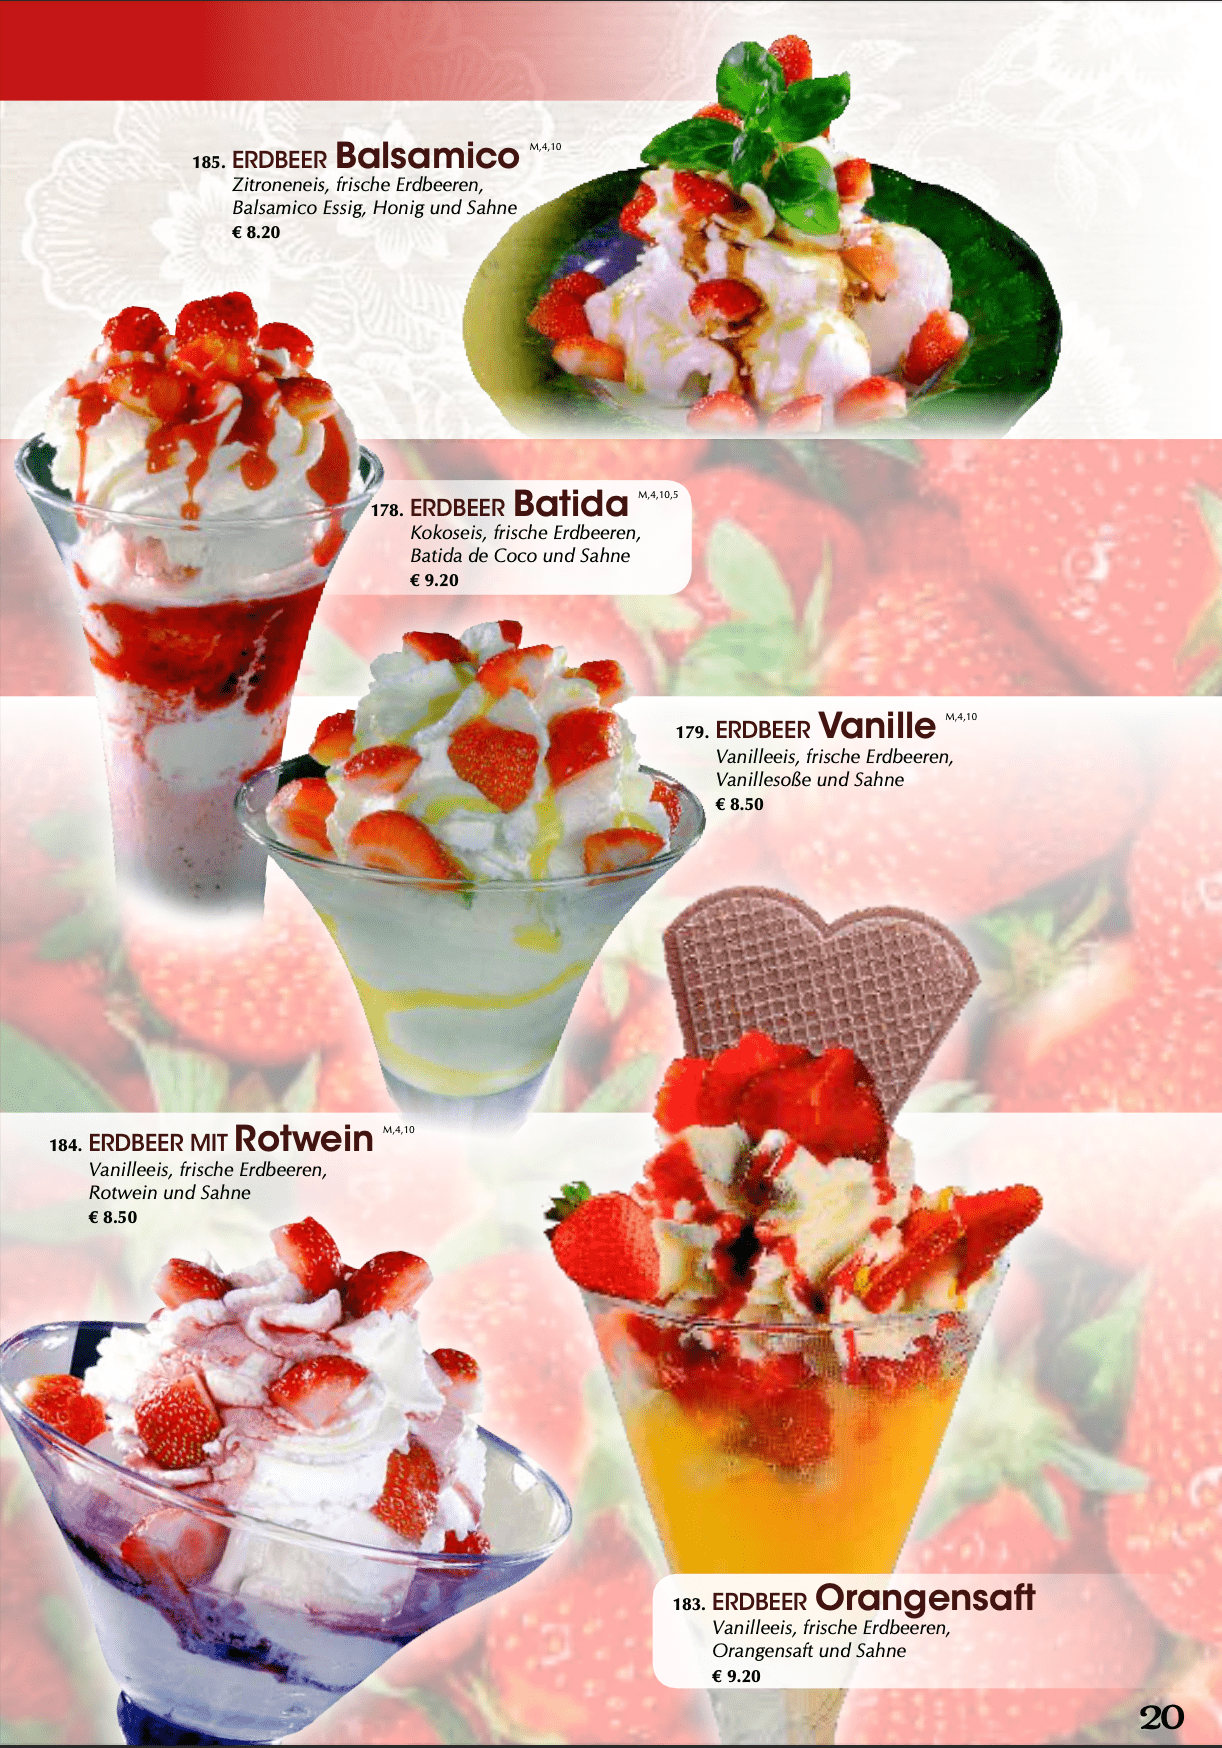 185. ERDBEER Balsamico M,4,10
Zitroneneis, frische Erdbeeren,
Balsamico Essig, Honig und Sahne
€ 8.20
178. ERDBEER Batida M,4,10,5
Kokoseis, frische Erdbeeren,
Batida de Coco und Sahne
€ 9.20
179. ERDBEER Vanille M,4,10
Vanilleeis, frische Erdbeeren,
Vanillesoße und Sahne
€ 8.50
184. ERDBEER MIT Rotwein M,4,10
Vanilleeis, frische Erdbeeren,
Rotwein und Sahne
€ 8.50
183. ERDBEER Orangensaft
Vanilleeis, frische Erdbeeren,
Orangensaft und Sahne
€ 9.20
20